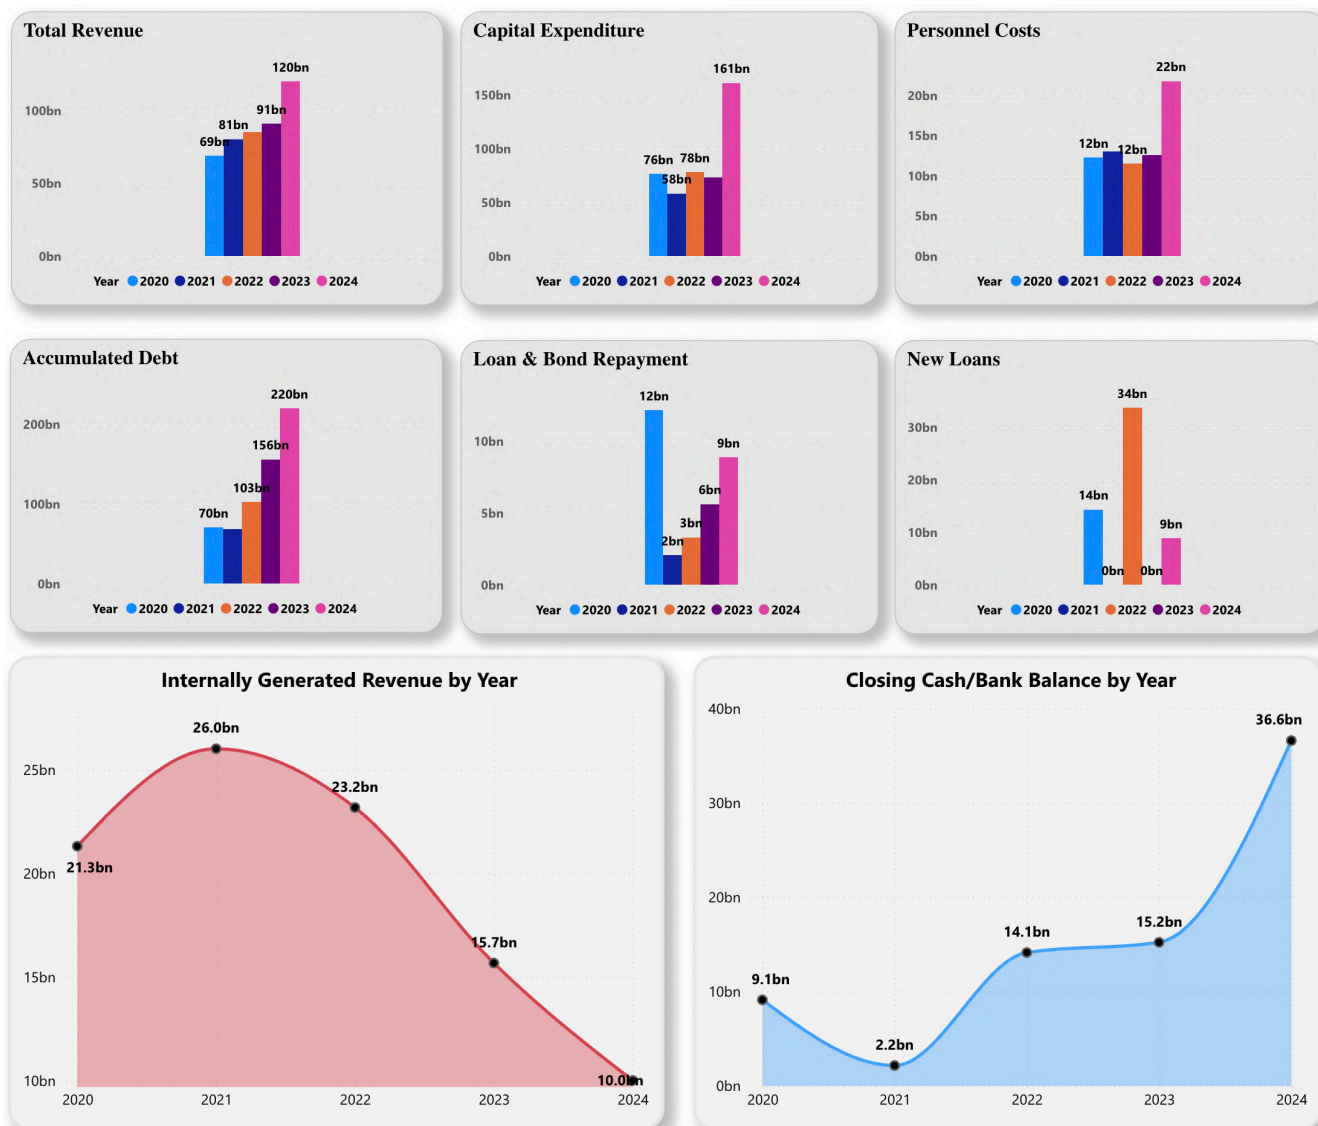 Total Revenue
120bn
100bn
91bn
81bn
69bn
50bn
0bn
Year 2020 2021 2022 2023 2024
Capital Expenditure
161bn
150bn
100bn
76bn
78bn
58bn
50bn
0bn
Year 2020 2021 2022 2023 2024
Personnel Costs
22bn
20bn
15bn
12bn
12bn
10bn
5bn
0bn
Year 2020 2021 2022 2023 2024
Accumulated Debt
220bn
200bn
156bn
103bn
100bn
70bn
0bn
Year 2020 2021 2022 2023 2024
Loan & Bond Repayment
12bn
10bn
9bn
6bn
5bn
3bn
2bn
0bn
Year 2020 2021 2022 2023 2024
New Loans
34bn
30bn
20bn
14bn
10bn
9bn
0bn
0bn
0bn
Year 2020 2021 2022 2023 2024
Internally Generated Revenue by Year
26.0bn
25bn
23.2bn
21.3bn
20bn
15.7bn
15bn
10bn
10.0bn
2020 2021 2022 2023 2024
Closing Cash/Bank Balance by Year
40bn
36.6bn
30bn
20bn
15.2bn
14.1bn
10bn
9.1bn
2.2bn
0bn
2020 2021 2022 2023 2024